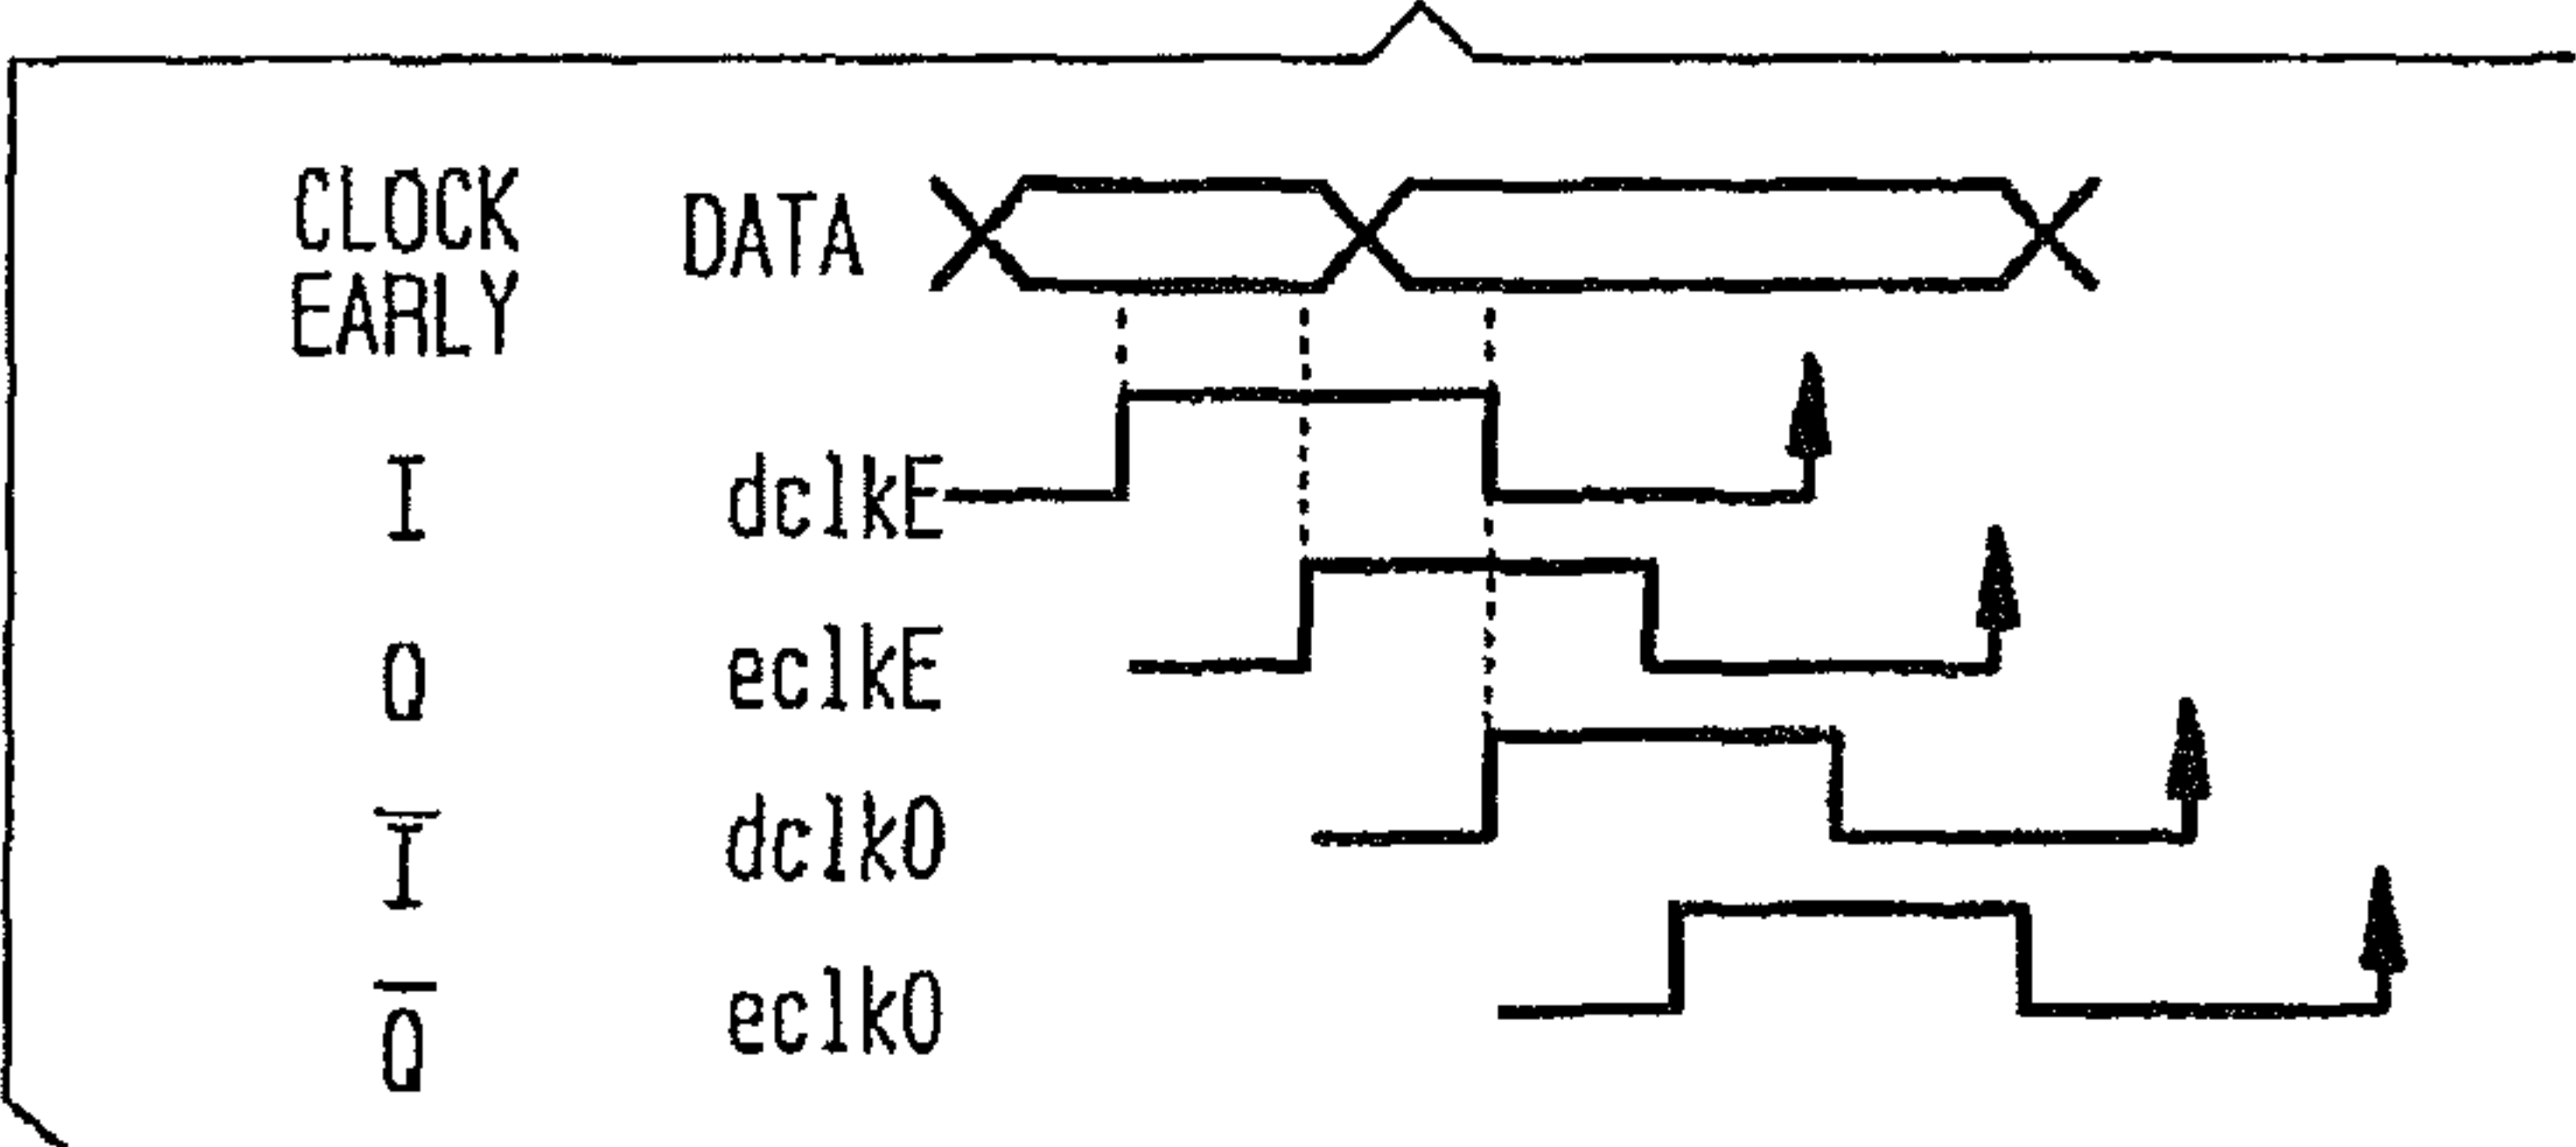 CLOCK
EARLY
DATA
I dclkE
Q eclkE
I̅ dclkO
Q̅ eclkO